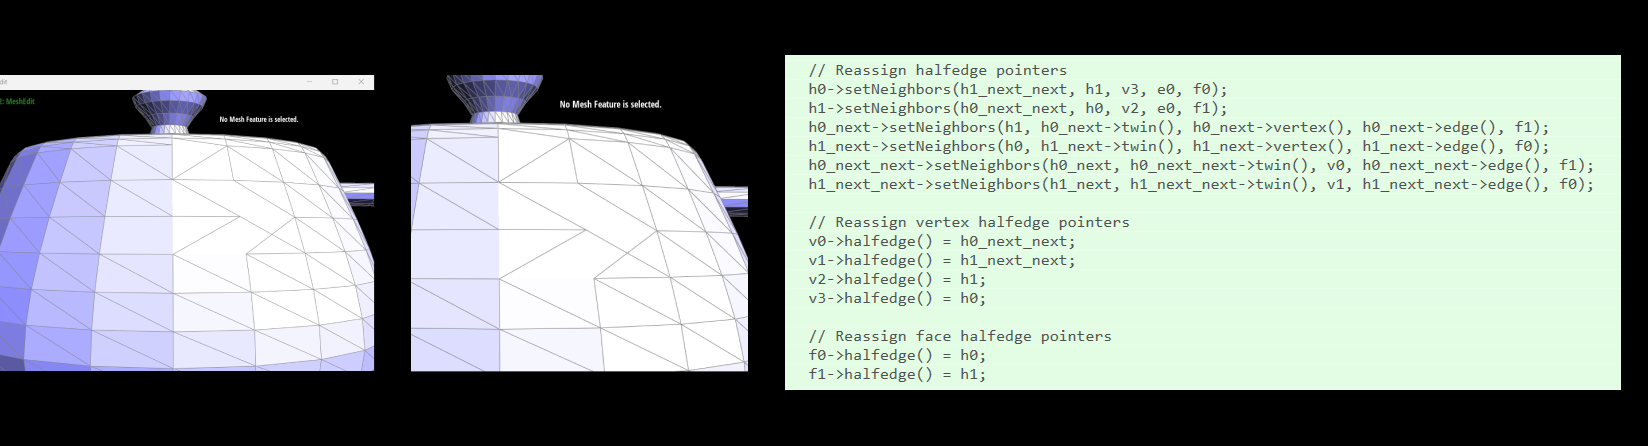 MeshEdit
No Mesh Feature is selected.
No Mesh Feature is selected.
// Reassign halfedge pointers
h0->setNeighbors(h1_next_next, h1, v3, e0, f0);
h1->setNeighbors(h0_next_next, h0, v2, e0, f1);
h0_next->setNeighbors(h1, h0_next->twin(), h0_next->vertex(), h0_next->edge(), f1);
h1_next->setNeighbors(h0, h1_next->twin(), h1_next->vertex(), h1_next->edge(), f0);
h0_next_next->setNeighbors(h0_next, h0_next_next->twin(), v0, h0_next_next->edge(), f1);
h1_next_next->setNeighbors(h1_next, h1_next_next->twin(), v1, h1_next_next->edge(), f0);
// Reassign vertex halfedge pointers
v0->halfedge() = h0_next_next;
v1->halfedge() = h1_next_next;
v2->halfedge() = h1;
v3->halfedge() = h0;
// Reassign face halfedge pointers
f0->halfedge() = h0;
f1->halfedge() = h1;